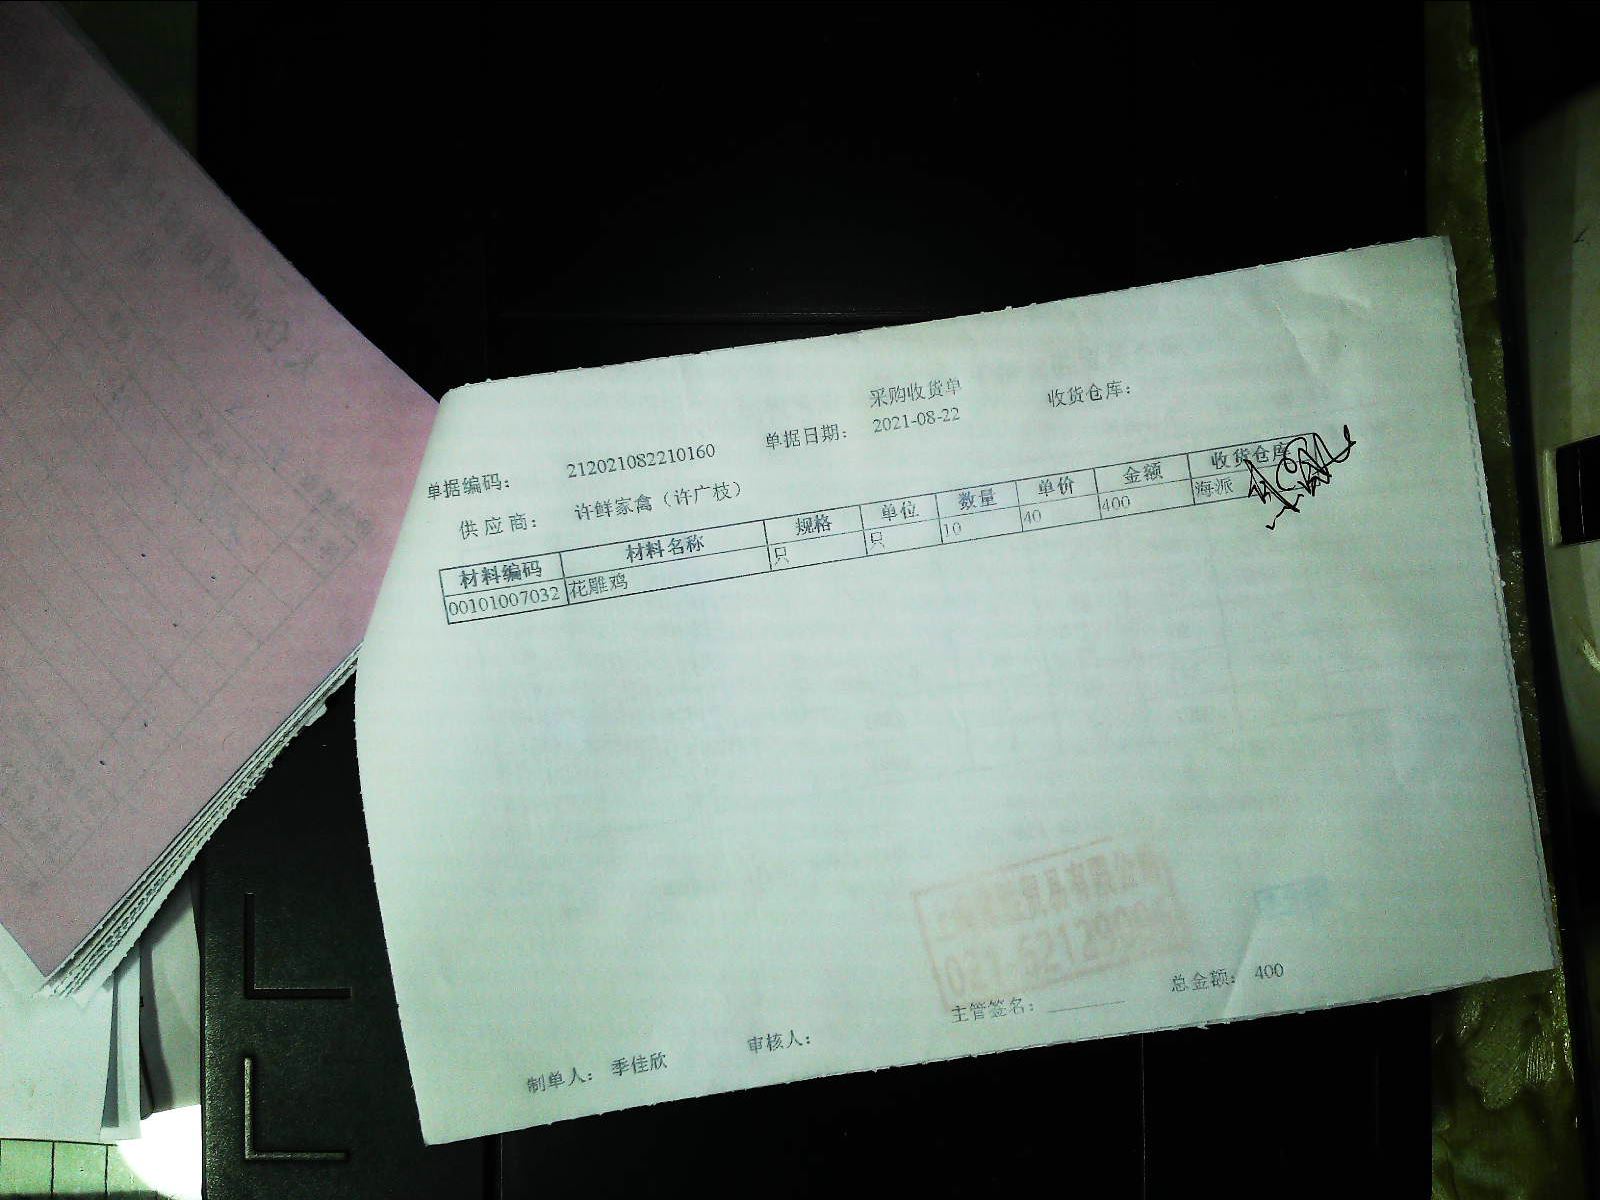 采购收货单
单据编码： 212021082210160 单据日期： 2021-08-22 收货仓库：
供应商： 许鲜家禽（许广枝）
材料编码 材料名称 规格 单位 数量 单价 金额 收货仓库
00101007032 花雕鸡 只 只 10 40 400 海派
制单人： 季佳欣 审核人： 主管签名： 总金额： 400